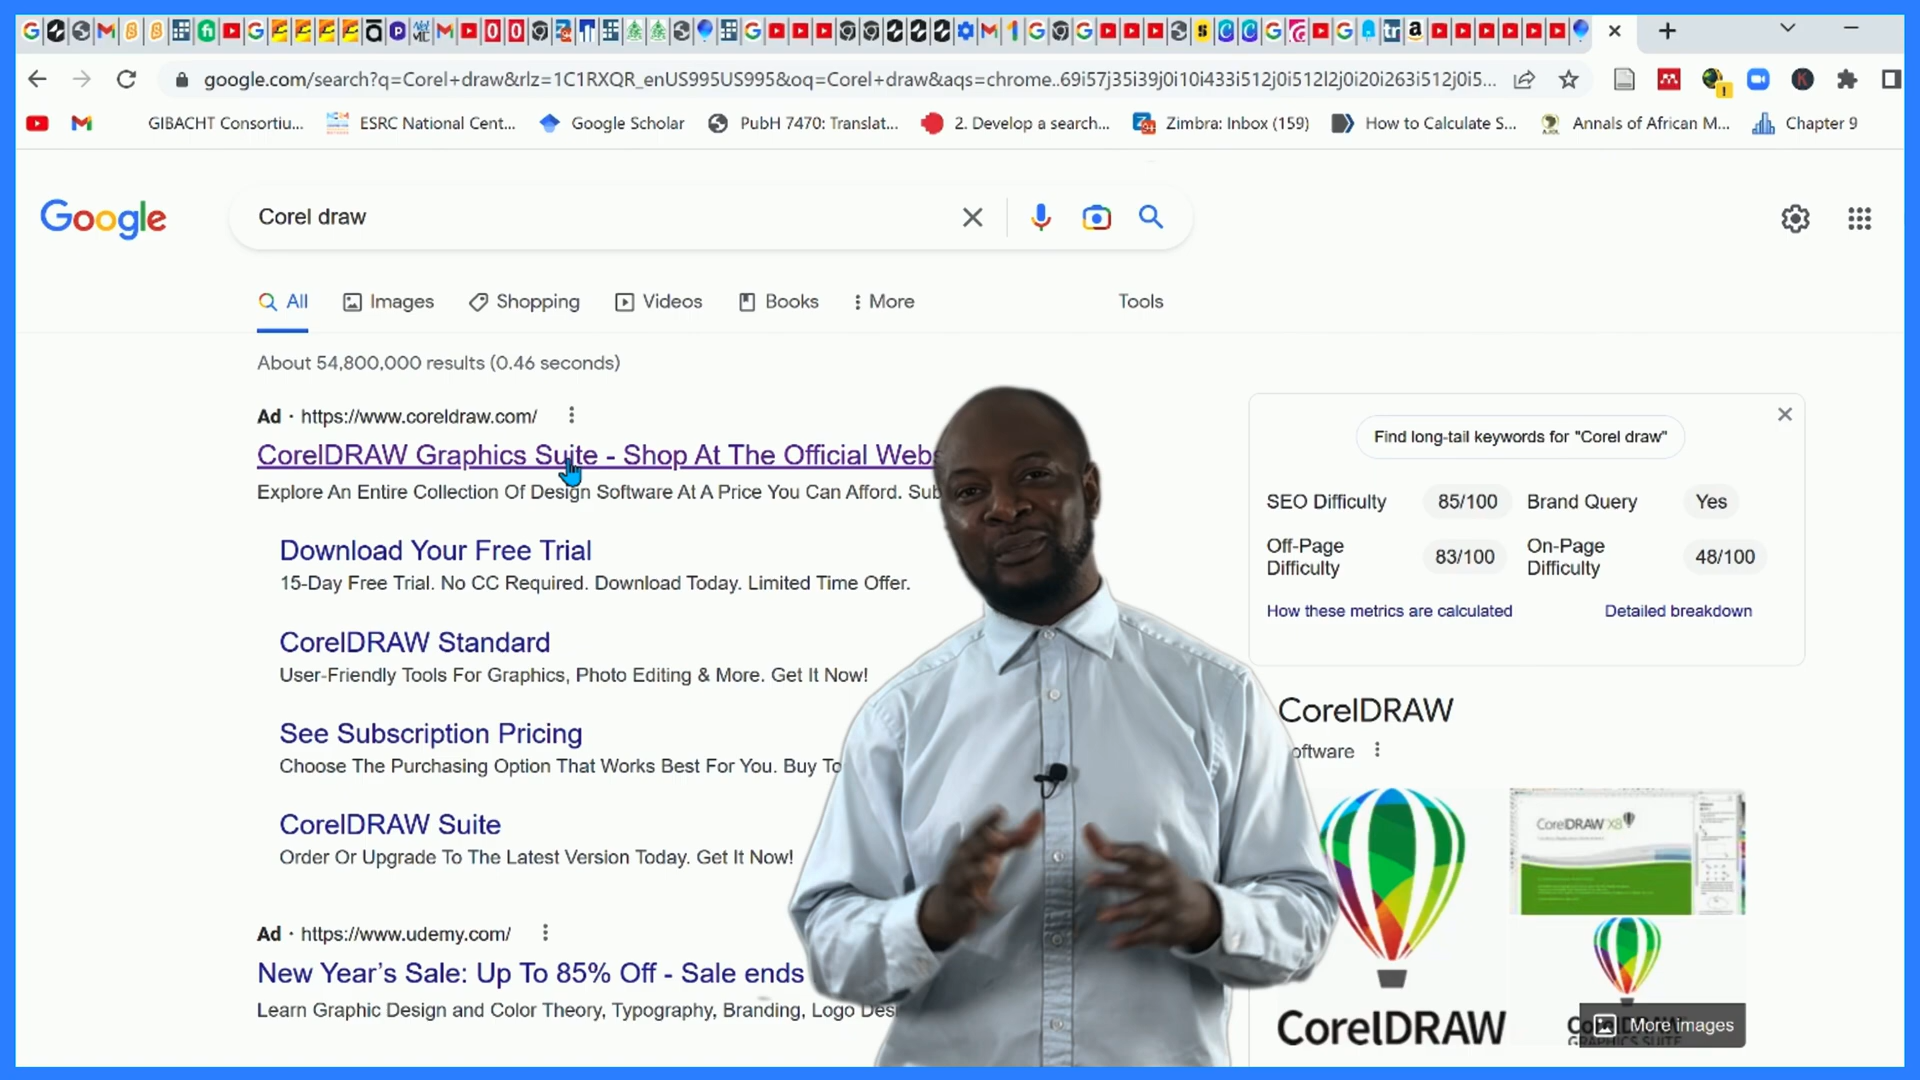 google.com/search?q=Corel+draw&rlz=1C1RXQR_enUS995US995&oq=Corel+draw&aqs=chrome..69i57j35i39j0i10i433i512j0i512l2j0i20i263i512j0i5...
GIBACHT Consortiu... ESRC National Cent... Google Scholar PubH 7470: Translat... 2. Develop a search... Zimbra: Inbox (159) How to Calculate S... Annals of African M... Chapter 9
Google Corel draw
All Images Shopping Videos Books More Tools
About 54,800,000 results (0.46 seconds)
Ad · https://www.coreldraw.com/
CorelDRAW Graphics Suite - Shop At The Official Webs
Explore An Entire Collection Of Design Software At A Price You Can Afford. Sub
Download Your Free Trial
15-Day Free Trial. No CC Required. Download Today. Limited Time Offer.
CorelDRAW Standard
User-Friendly Tools For Graphics, Photo Editing & More. Get It Now!
See Subscription Pricing
Choose The Purchasing Option That Works Best For You. Buy To
CorelDRAW Suite
Order Or Upgrade To The Latest Version Today. Get It Now!
Ad · https://www.udemy.com/
New Year's Sale: Up To 85% Off - Sale ends
Learn Graphic Design and Color Theory, Typography, Branding, Logo Des
Find long-tail keywords for "Corel draw"
SEO Difficulty 85/100 Brand Query Yes
Off-Page Difficulty 83/100 On-Page Difficulty 48/100
How these metrics are calculated Detailed breakdown
CorelDRAW
oftware
CorelDRAW X8
CorelDRAW
More images